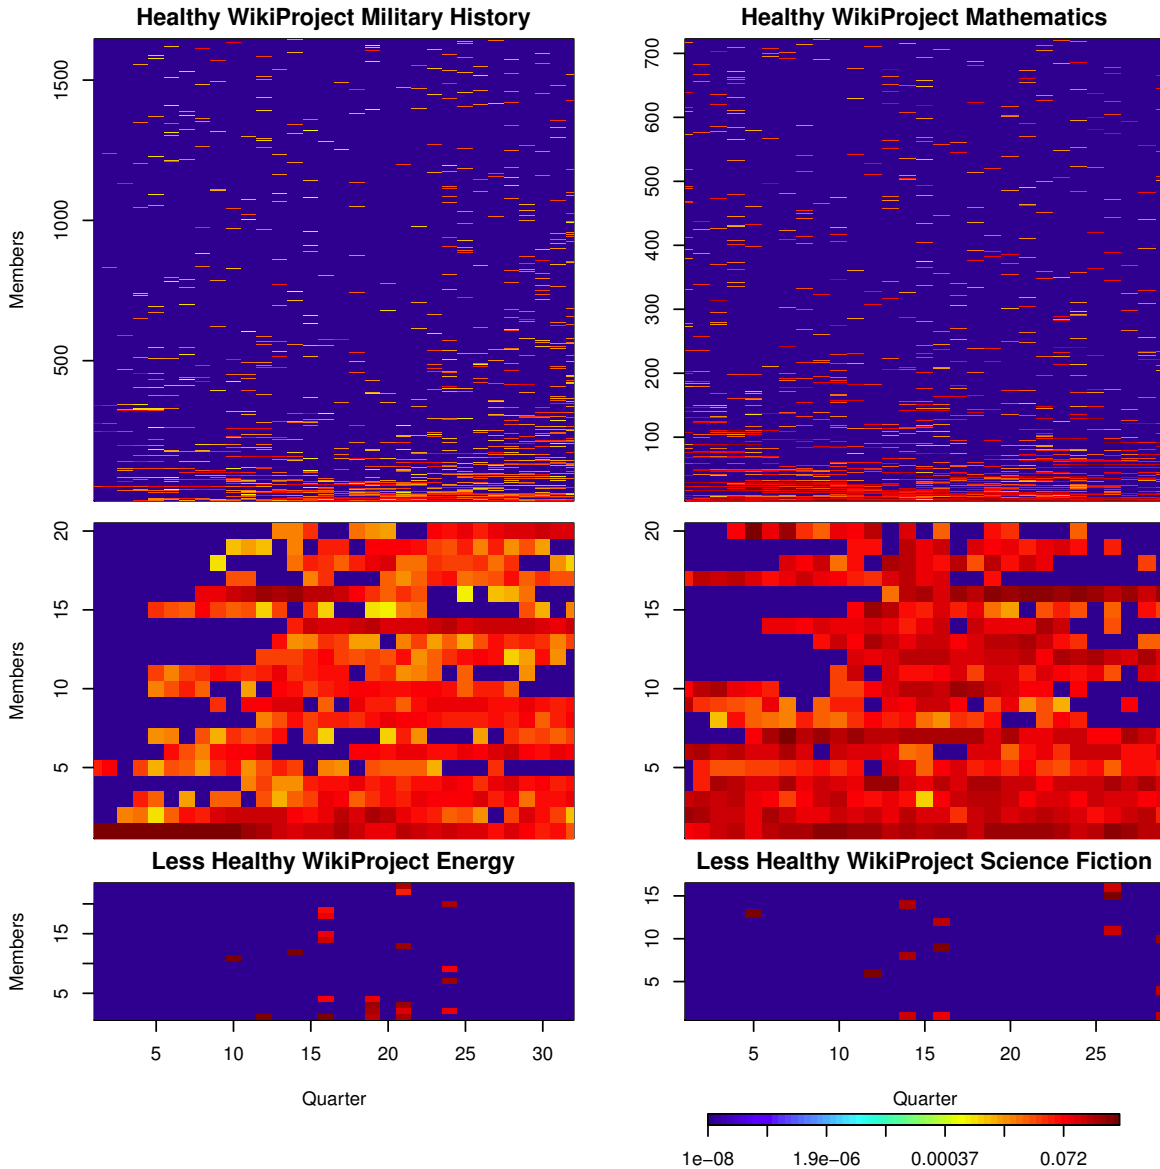 Healthy WikiProject Military History
Healthy WikiProject Mathematics
Members
500
1000
1500
100
200
300
400
500
600
700
Members
5
10
15
20
5
10
15
20
Less Healthy WikiProject Energy
Less Healthy WikiProject Science Fiction
Members
5
15
5
10
15
5 10 15 20 25 30
5 10 15 20 25
Quarter
Quarter
1e-08 1.9e-06 0.00037 0.072